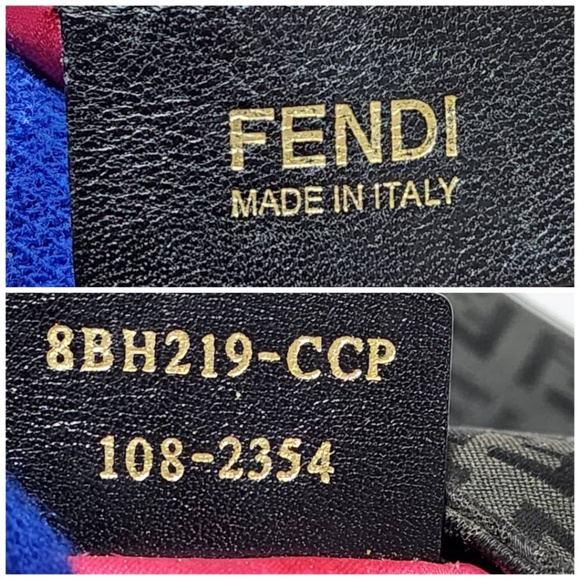 FENDI
MADE IN ITALY
8BH219-CCP
108-2354